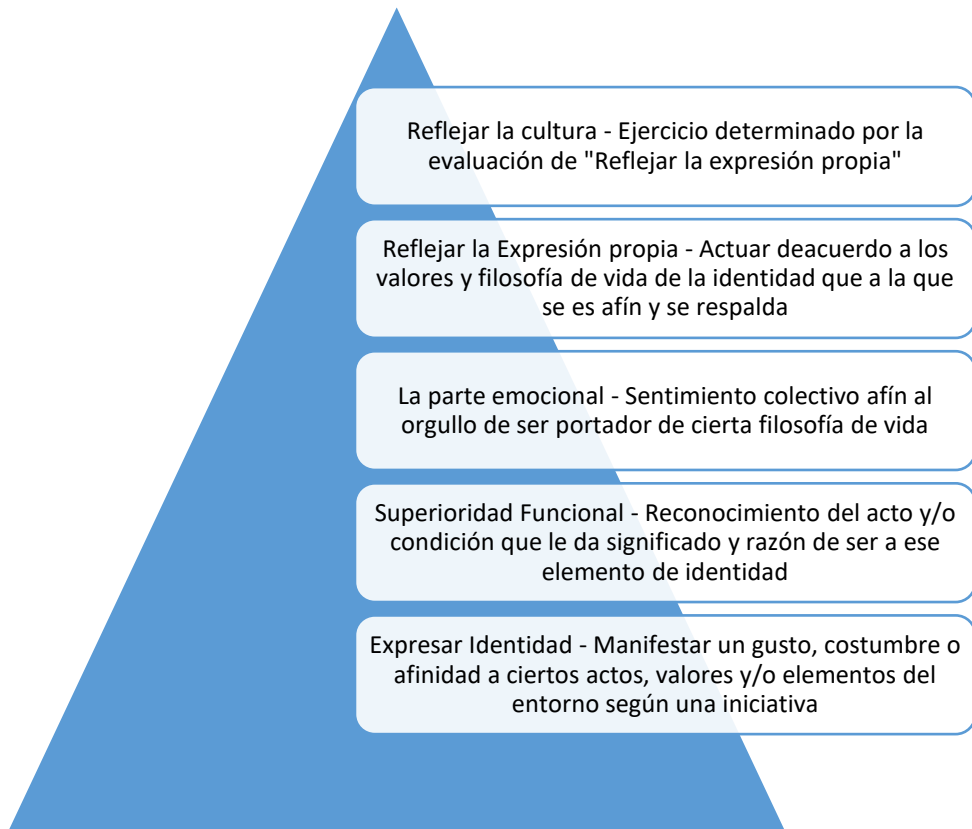 Reflejar la cultura - Ejercicio determinado por la
evaluación de "Reflejar la expresión propia"
Reflejar la Expresión propia - Actuar deacuerdo a los
valores y filosofía de vida de la identidad que a la que
se es afín y se respalda
La parte emocional - Sentimiento colectivo afín al
orgullo de ser portador de cierta filosofía de vida
Superioridad Funcional - Reconocimiento del acto y/o
condición que le da significado y razón de ser a ese
elemento de identidad
Expresar Identidad - Manifestar un gusto, costumbre o
afinidad a ciertos actos, valores y/o elementos del
entorno según una iniciativa